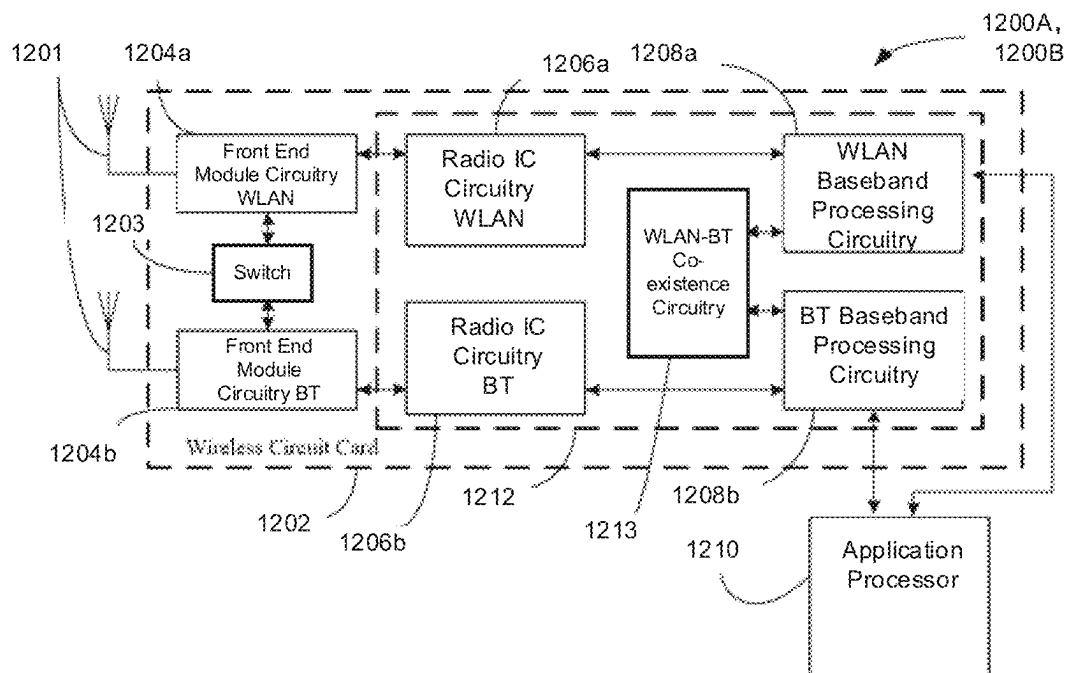 1200A,
1200B
1201
1204a
1206a
1208a
Front End
Module Circuitry
WLAN
Radio IC
Circuitry
WLAN
WLAN
Baseband
Processing
Circuitry
1203
Switch
WLAN-BT
Co-
existence
Circuitry
Front End
Module
Circuitry BT
Radio IC
Circuitry
BT
BT Baseband
Processing
Circuitry
1204b
Wireless Circuit Card
1202
1206b
1212
1213
1208b
1210
Application
Processor